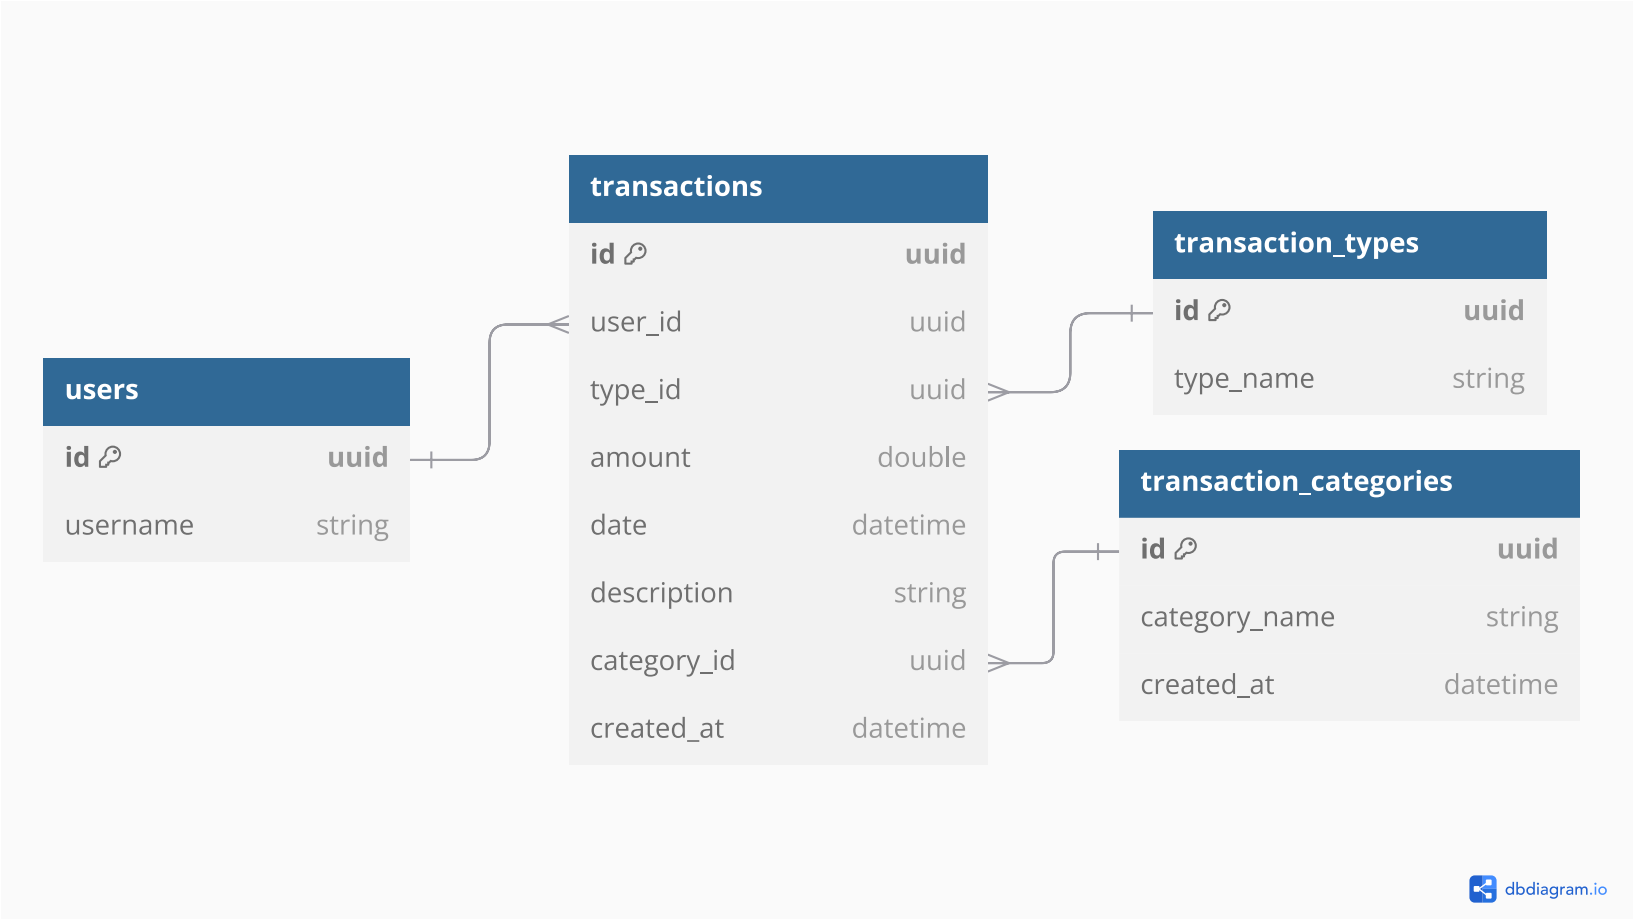 users
id uuid
username string
transactions
id uuid
user_id uuid
type_id uuid
amount double
date datetime
description string
category_id uuid
created_at datetime
transaction_types
id uuid
type_name string
transaction_categories
id uuid
category_name string
created_at datetime
dbdiagram.io